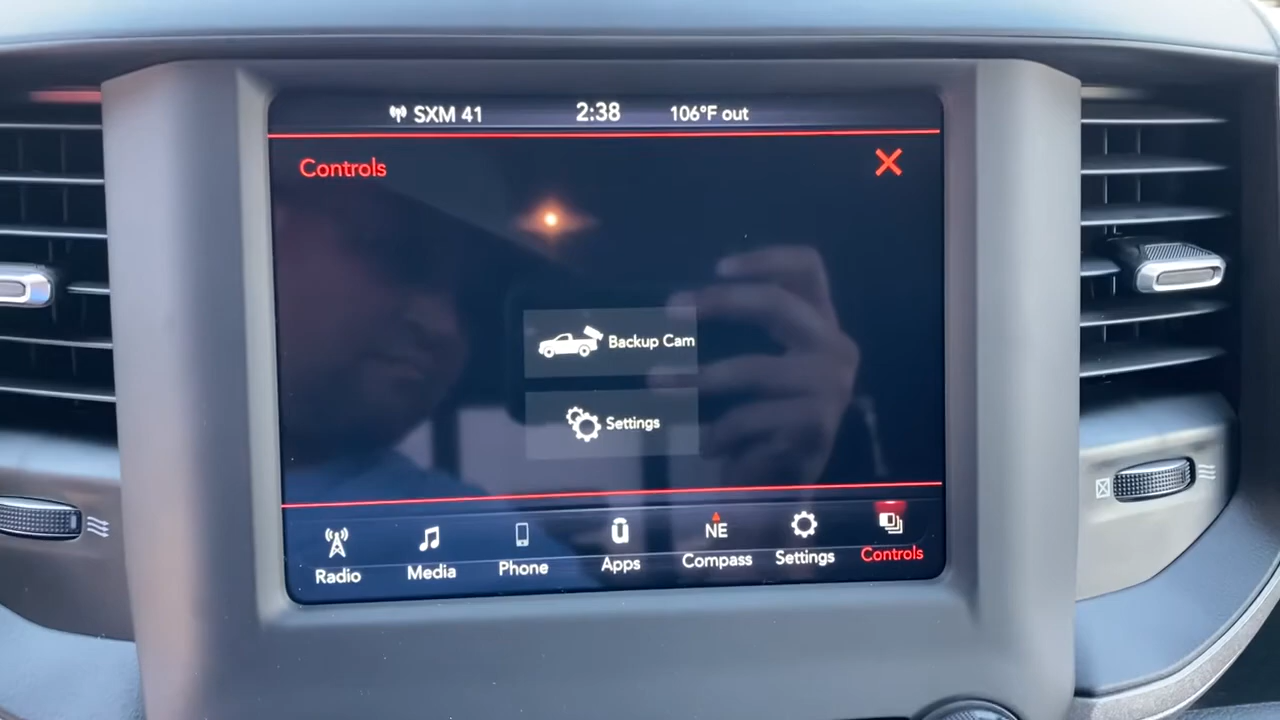 SXM 41 2:38 106°F out
Controls
Backup Cam
Settings
NE
Radio Media Phone Apps Compass Settings Controls